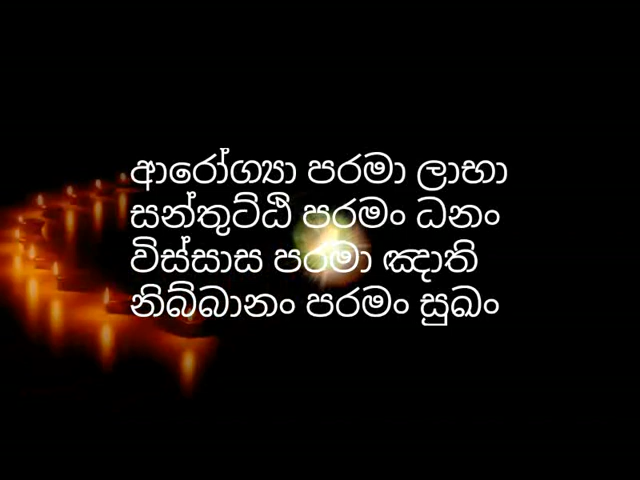 ආරෝග්‍යා පරමා ලාභා
සන්තුට්ඨි පරමං ධනං
විස්සාස පරමා ඤාති
නිබ්බානං පරමං සුඛං